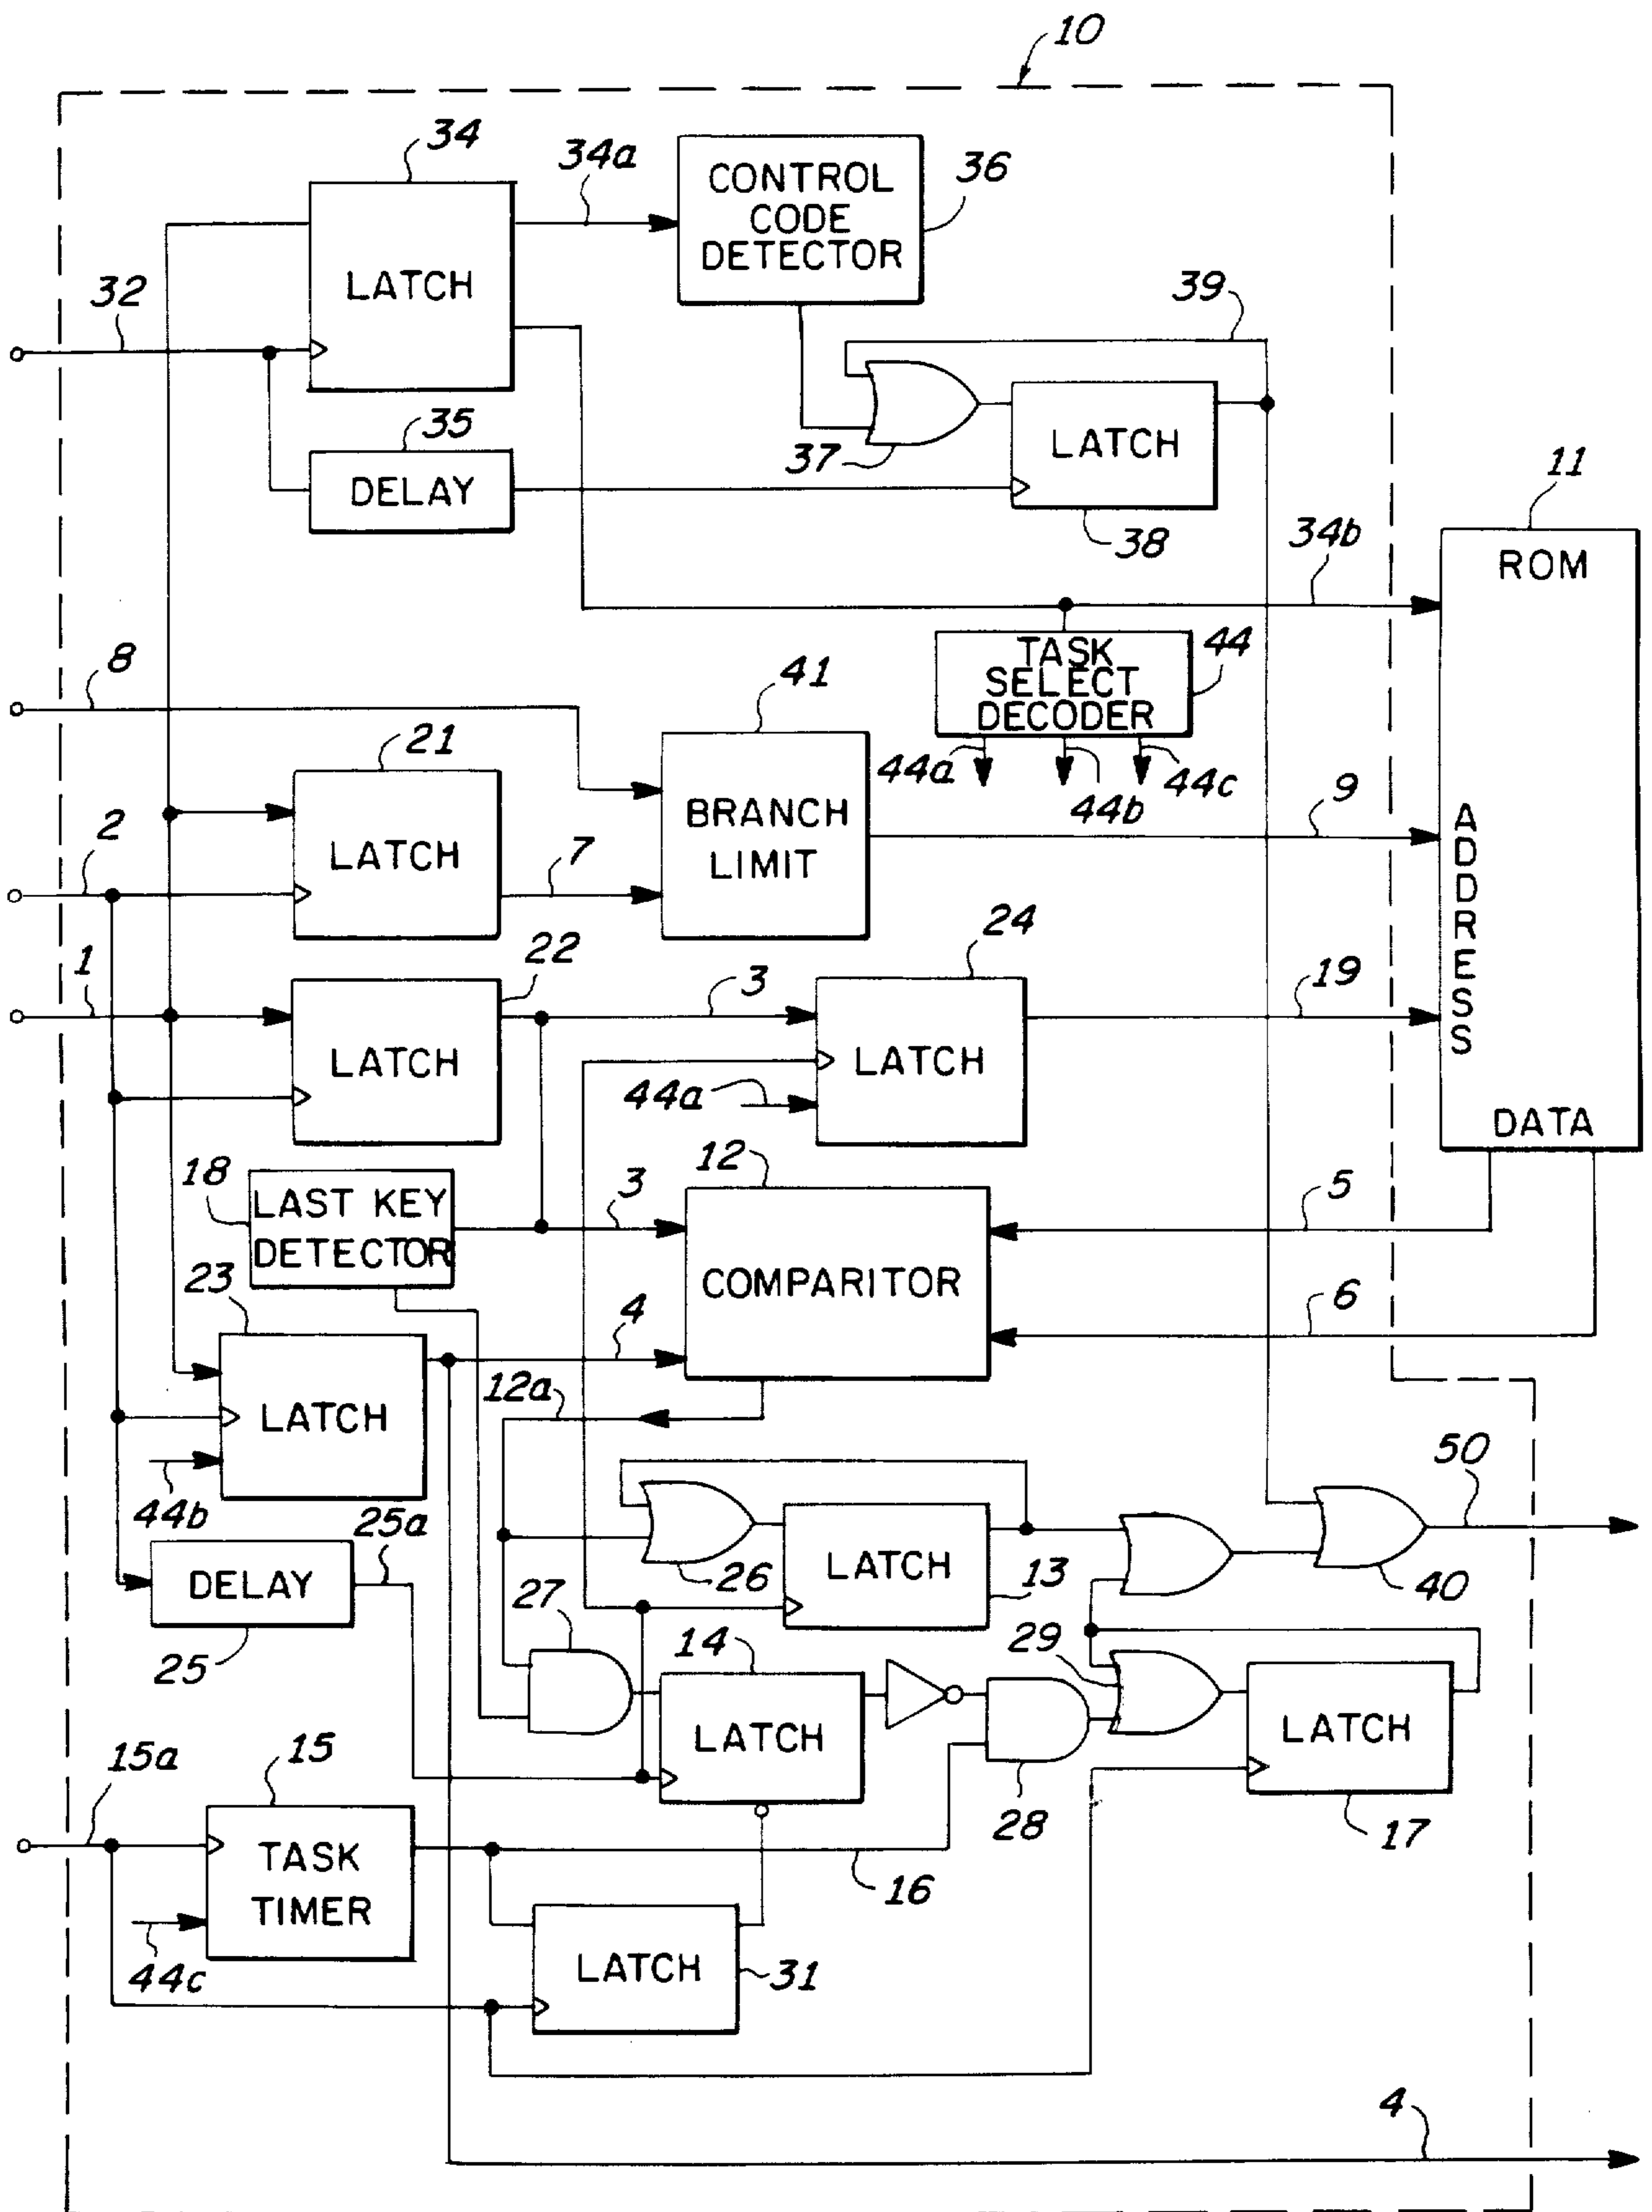 10
34
34a
CONTROL
CODE
DETECTOR
36
LATCH
32
39
35
DELAY
37
LATCH
38
11
ROM
34b
8
41
TASK
SELECT
DECODER
44
44a
44b
44c
21
2
LATCH
7
BRANCH
LIMIT
9
ADDRESS
1
22
3
24
19
LATCH
LATCH
44a
DATA
18
LAST KEY
DETECTOR
12
3
5
COMPARITOR
23
4
6
LATCH
12a
44b
25a
50
DELAY
25
26
LATCH
13
40
27
14
29
LATCH
LATCH
15a
15
28
17
TASK
TIMER
16
44c
LATCH
31
4